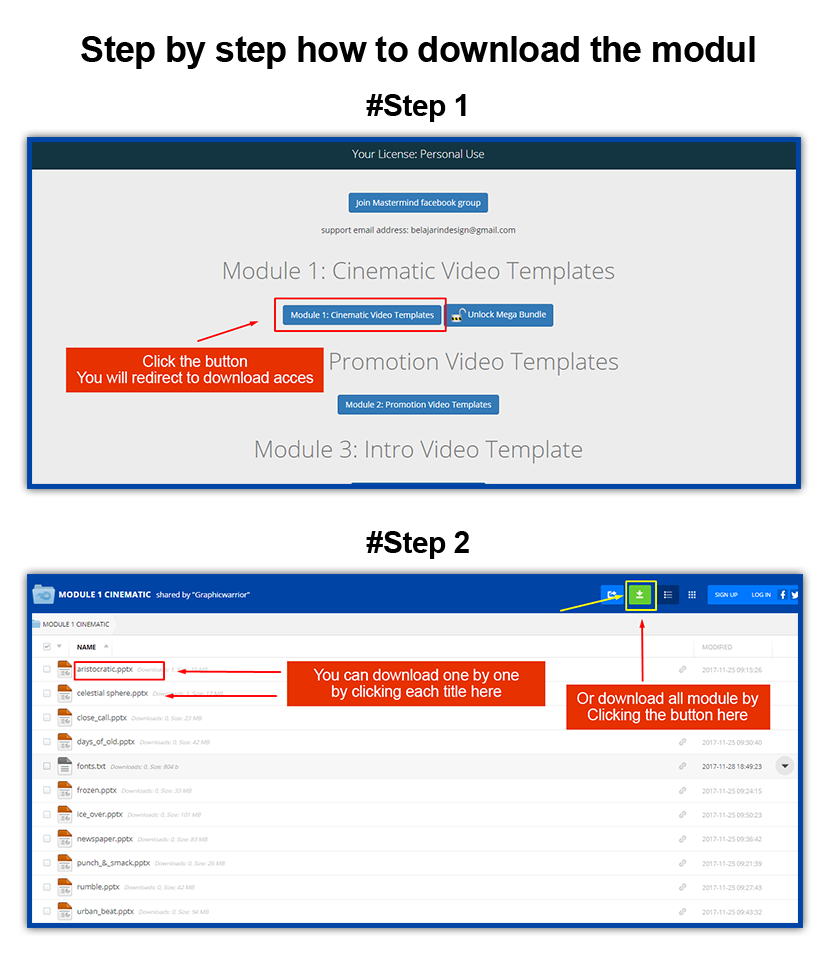 Step by step how to download the modul
#Step 1
Your License: Personal Use
Join Mastermind facebook group
support email address: belajarindesign@gmail.com
Module 1: Cinematic Video Templates
Module 1: Cinematic Video Templates
Unlock Mega Bundle
Click the button
You will redirect to download acces
Promotion Video Templates
Module 2: Promotion Video Templates
Module 3: Intro Video Template
#Step 2
MODULE 1 CINEMATIC shared by "Graphicwarrior"
SIGN UP LOG IN
MODULE 1 CINEMATIC
NAME MODIFIED
aristocratic.pptx 2017-11-25 09:15:26
You can download one by one
by clicking each title here
celestial sphere.pptx
Or download all module by
Clicking the button here
close_call.pptx Downloads: 0, Size: 23 MB
days_of_old.pptx Downloads: 0, Size: 42 MB 2017-11-25 09:30:40
fonts.txt Downloads: 0, Size: 804 b 2017-11-28 18:49:23
frozen.pptx Downloads: 0, Size: 33 MB 2017-11-25 09:24:15
ice_over.pptx Downloads: 0, Size: 101 MB 2017-11-25 09:50:23
newspaper.pptx Downloads: 0, Size: 83 MB 2017-11-25 09:36:42
punch_&_smack.pptx Downloads: 0, Size: 26 MB 2017-11-25 09:21:39
rumble.pptx Downloads: 0, Size: 42 MB 2017-11-25 09:27:43
urban_beat.pptx Downloads: 0, Size: 94 MB 2017-11-25 09:43:32